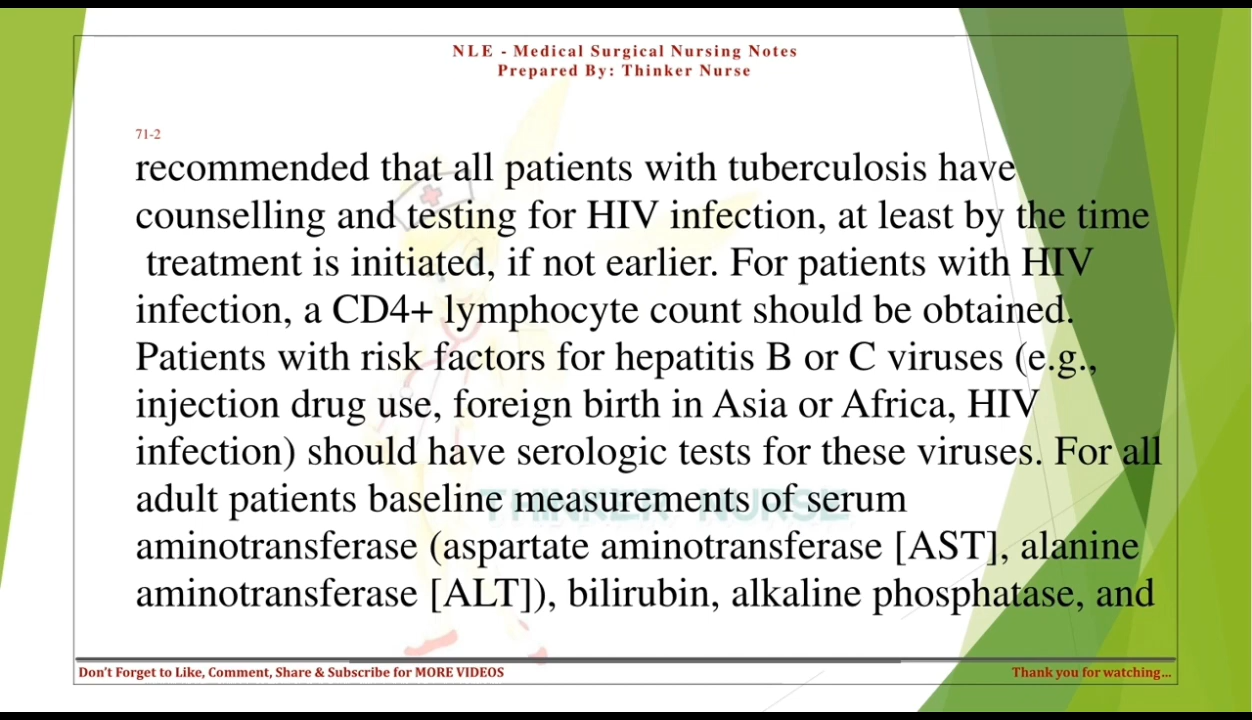 NLE - Medical Surgical Nursing Notes
Prepared By: Thinker Nurse
71-2
recommended that all patients with tuberculosis have
counselling and testing for HIV infection, at least by the time
treatment is initiated, if not earlier. For patients with HIV
infection, a CD4+ lymphocyte count should be obtained.
Patients with risk factors for hepatitis B or C viruses (e.g.,
injection drug use, foreign birth in Asia or Africa, HIV
infection) should have serologic tests for these viruses. For all
adult patients baseline measurements of serum
aminotransferase (aspartate aminotransferase [AST], alanine
aminotransferase [ALT]), bilirubin, alkaline phosphatase, and
THINKER NURSE
Don't Forget to Like, Comment, Share & Subscribe for MORE VIDEOS
Thank you for watching...